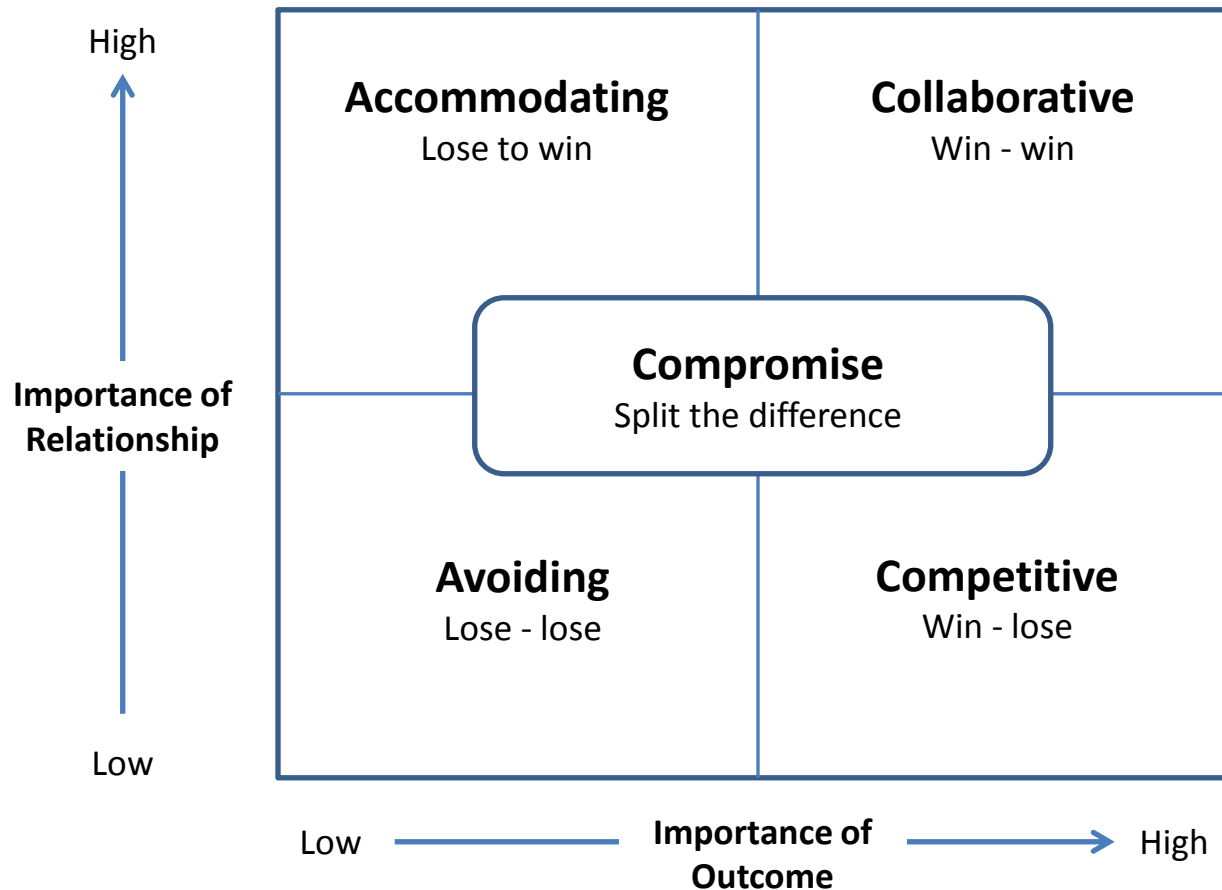 High
Accommodating
Lose to win
Collaborative
Win - win
Importance of
Relationship
Compromise
Split the difference
Avoiding
Lose - lose
Competitive
Win - lose
Low
Low
Importance of
Outcome
High